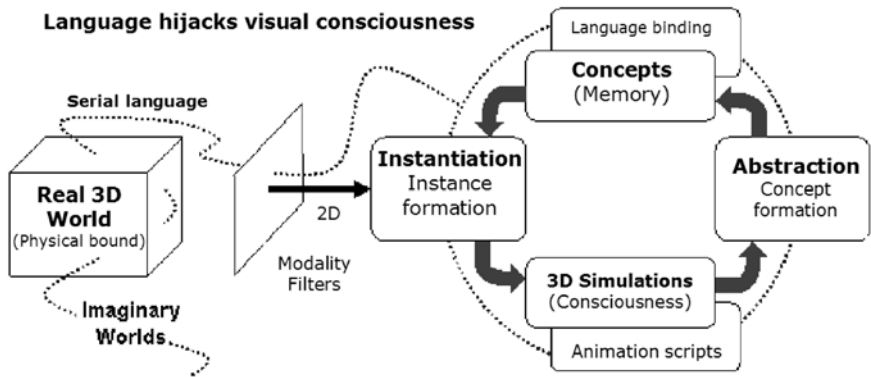 Language hijacks visual consciousness
Language binding
Concepts
(Memory)
Serial language
Real 3D
World
(Physical bound)
2D
Modality
Filters
Instantiation
Instance
formation
Abstraction
Concept
formation
3D Simulations
(Consciousness)
Animation scripts
Imaginary
Worlds